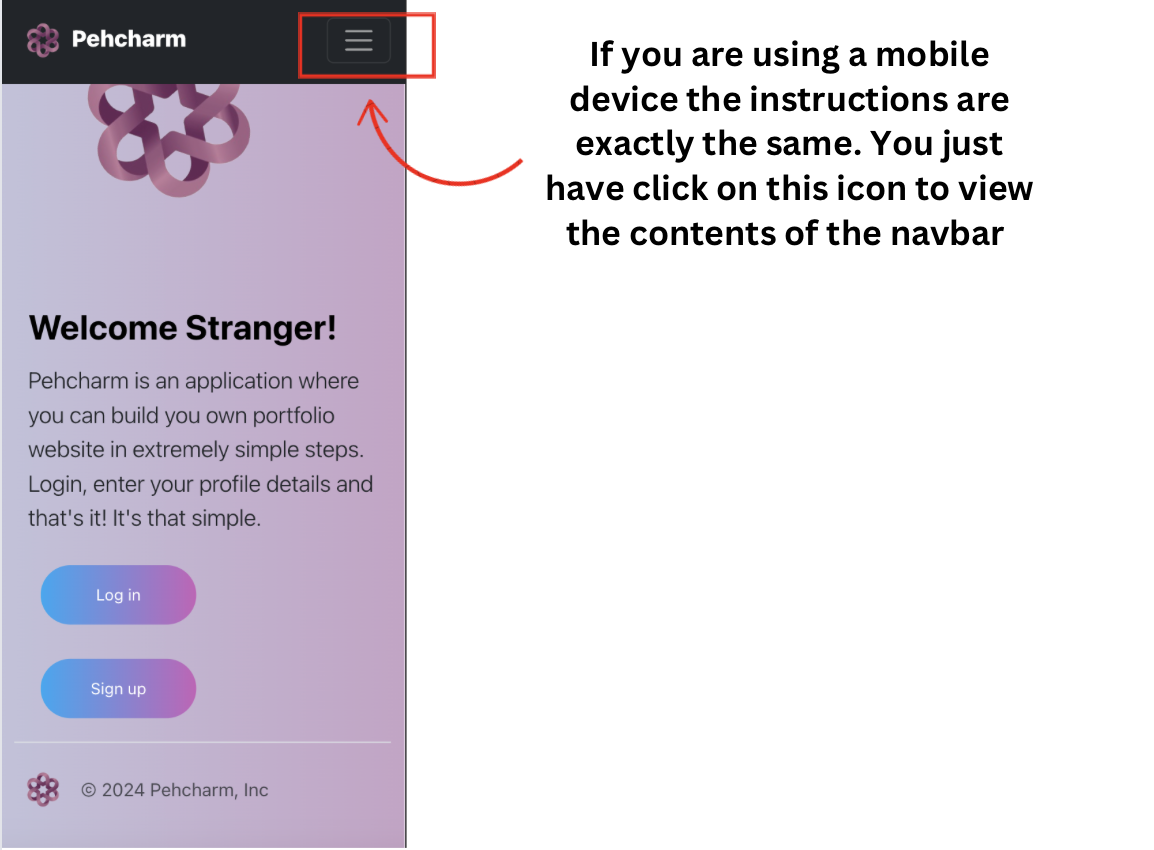 Pehcharm
If you are using a mobile
device the instructions are
exactly the same. You just
have click on this icon to view
the contents of the navbar
Welcome Stranger!
Pehcharm is an application where
you can build you own portfolio
website in extremely simple steps.
Login, enter your profile details and
that's it! It's that simple.
Log in
Sign up
© 2024 Pehcharm, Inc